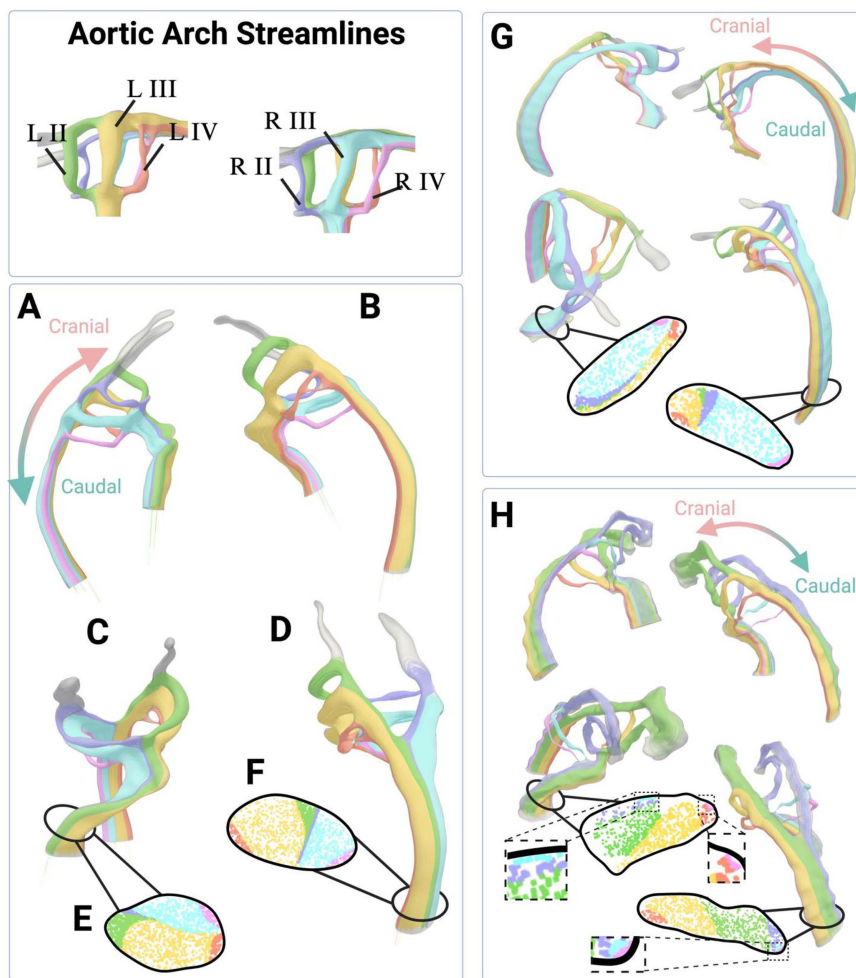 Aortic Arch Streamlines
L III
L II
L IV
R III
R II
R IV
A
B
Cranial
Caudal
C
D
F
E
G
Cranial
Caudal
H
Cranial
Caudal